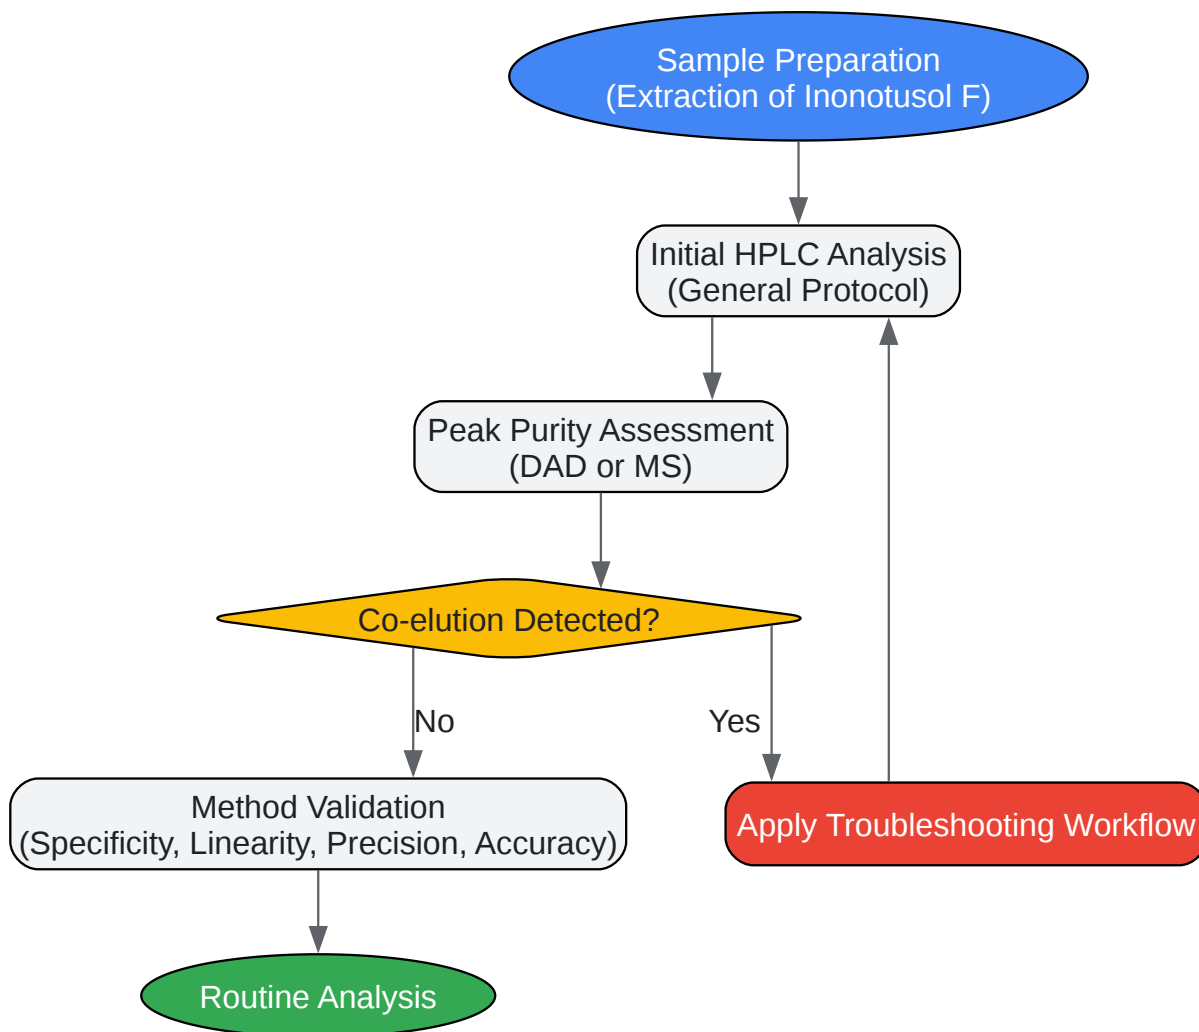 Sample Preparation
(Extraction of Inonotusol F)
Initial HPLC Analysis
(General Protocol)
Peak Purity Assessment
(DAD or MS)
Co-elution Detected?
No
Yes
Method Validation
(Specificity, Linearity, Precision, Accuracy)
Apply Troubleshooting Workflow
Routine Analysis